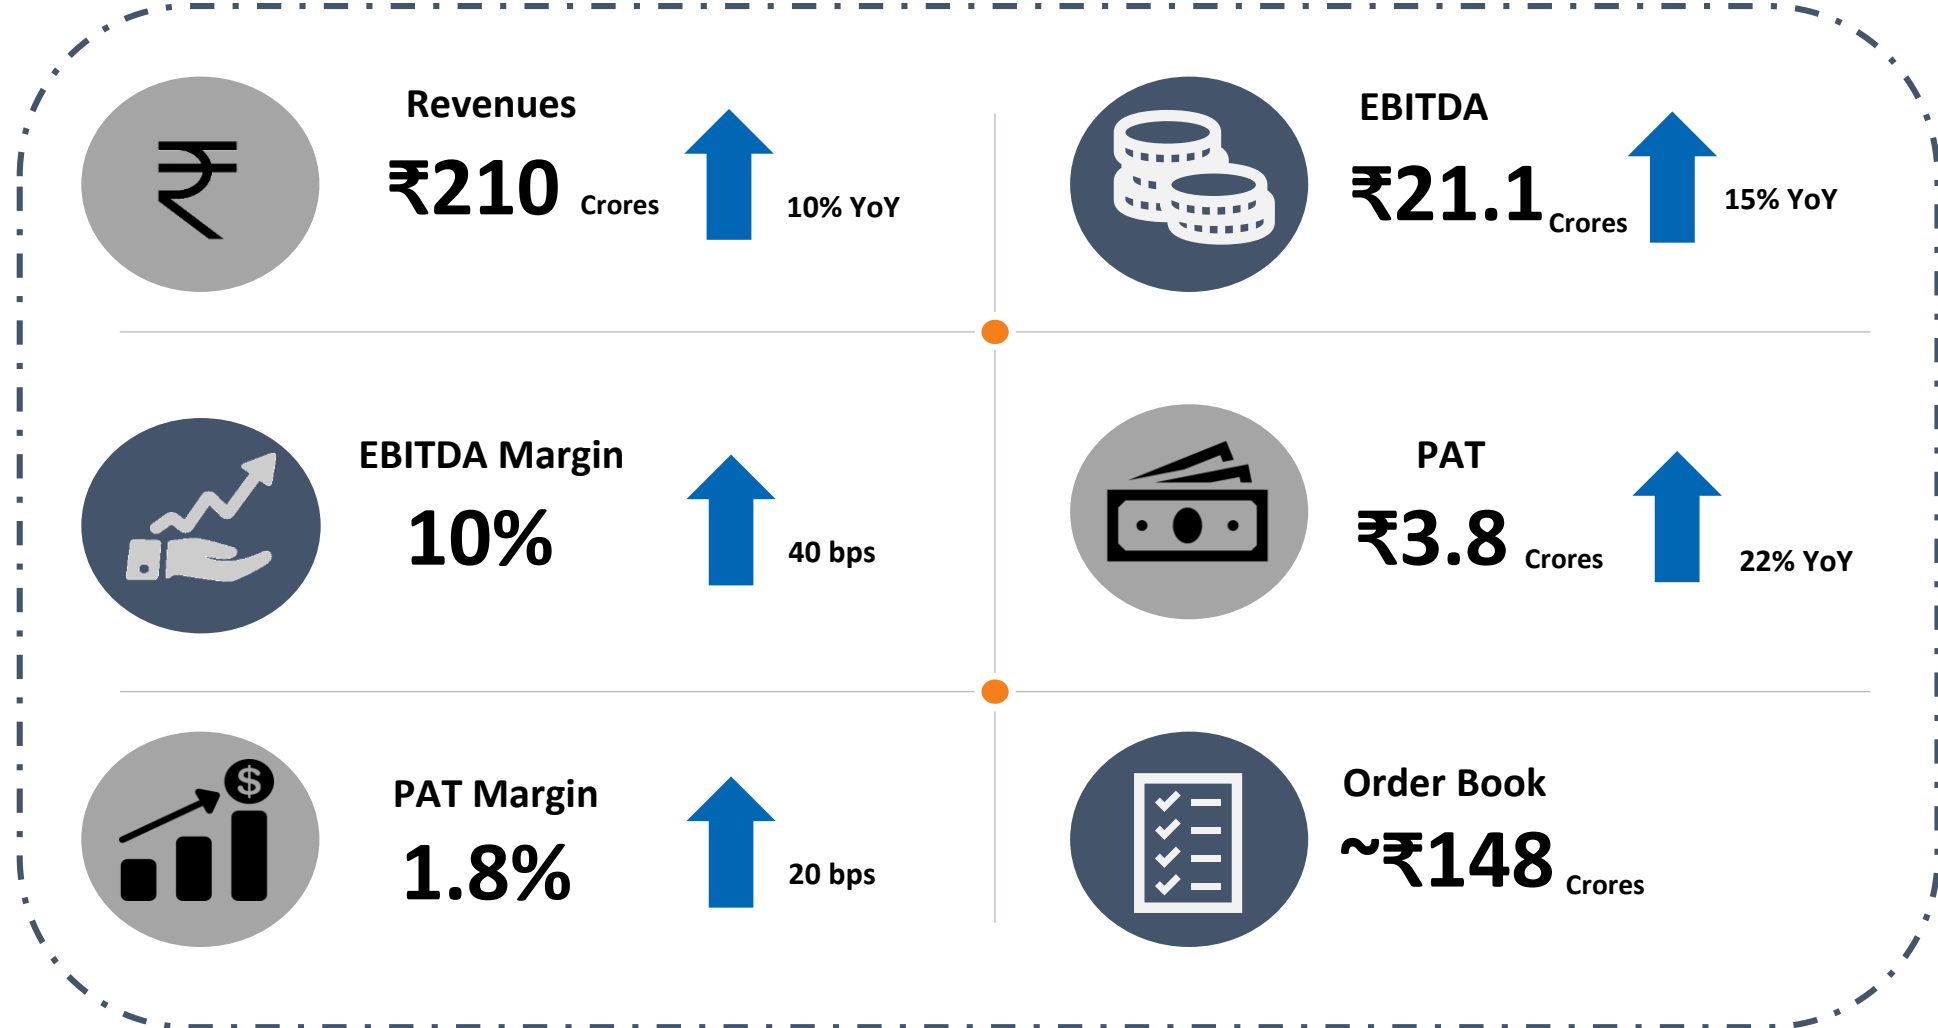 Revenues
₹210 Crores
10% YoY
EBITDA
₹21.1 Crores
15% YoY
EBITDA Margin
10%
40 bps
PAT
₹3.8 Crores
22% YoY
PAT Margin
1.8%
20 bps
Order Book
~₹148 Crores
₹
$